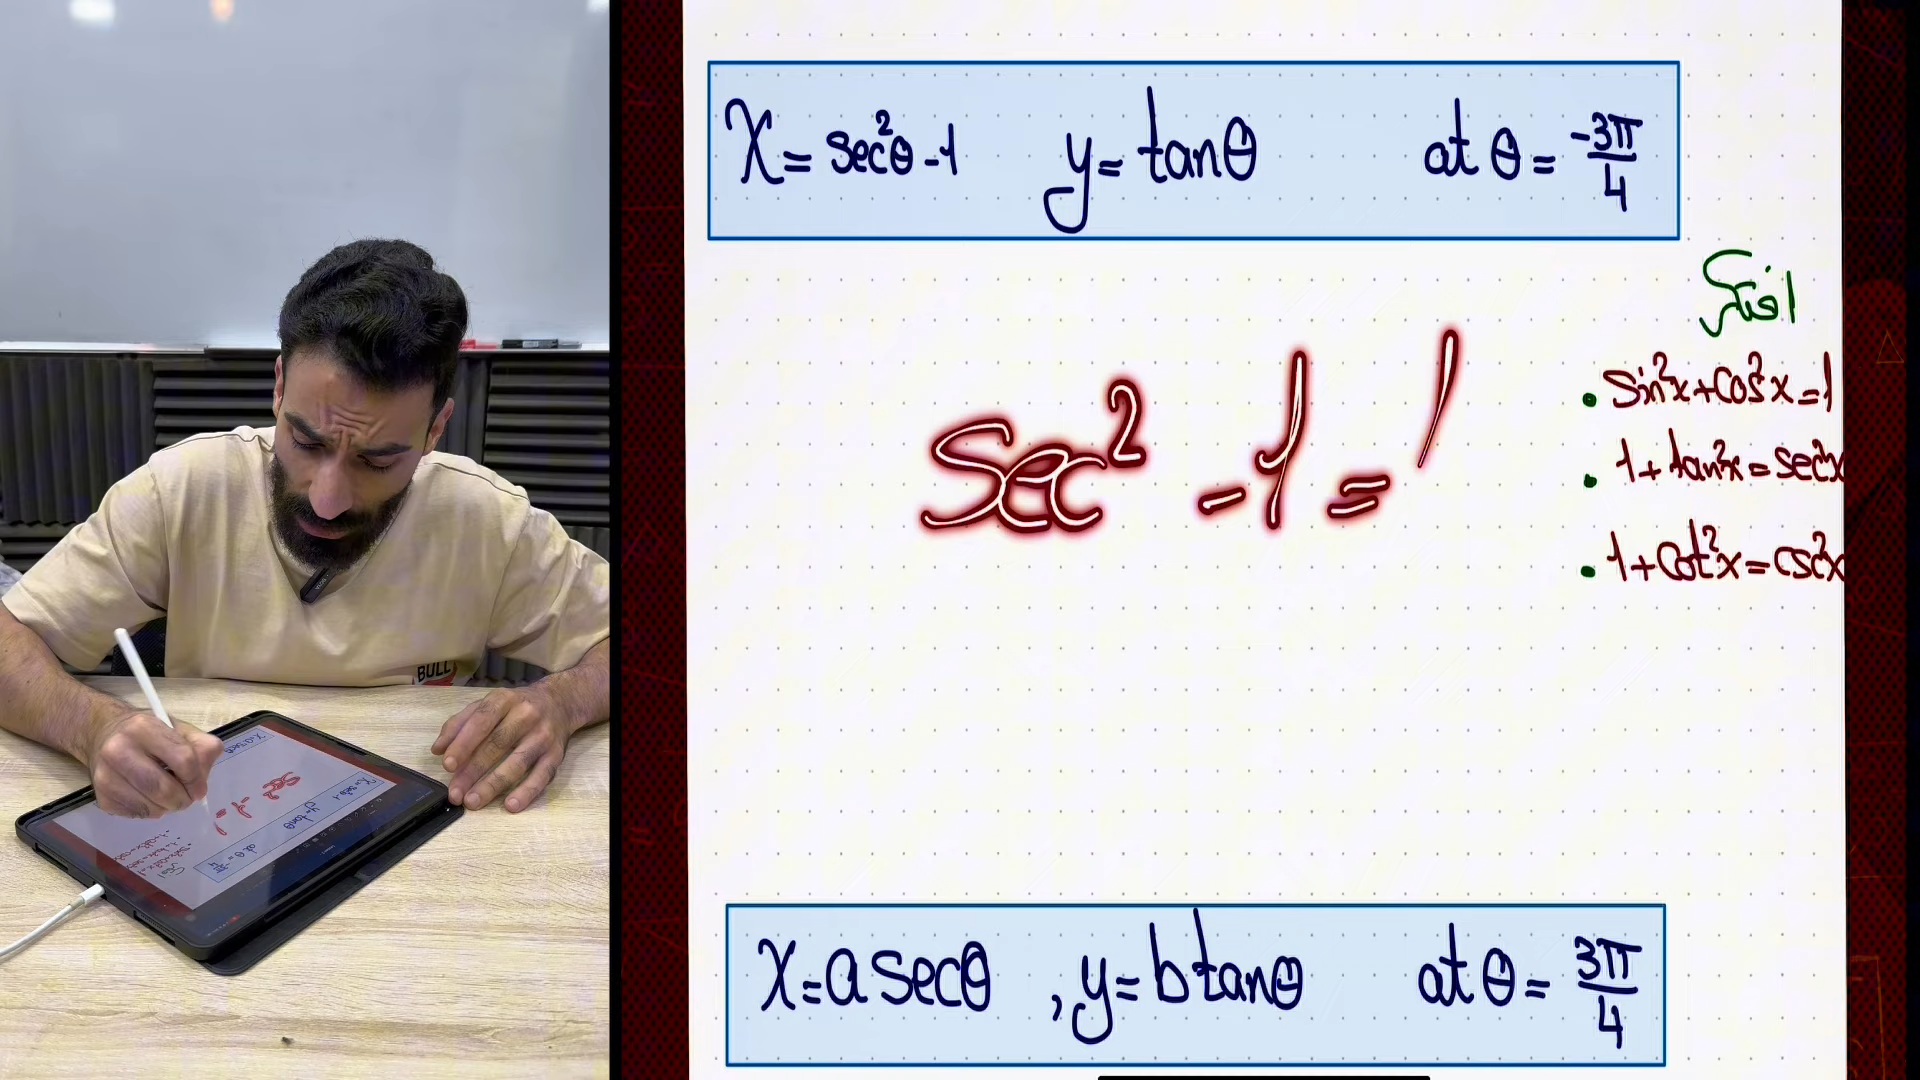 x = sec²θ - 1 y = tanθ at θ = -3π/4
افتكر
• sin²x + cos²x = 1
• 1 + tan²x = sec²x
• 1 + cot²x = csc²x
sec² - 1 =
x = a secθ , y = b tanθ at θ = 3π/4
BULL